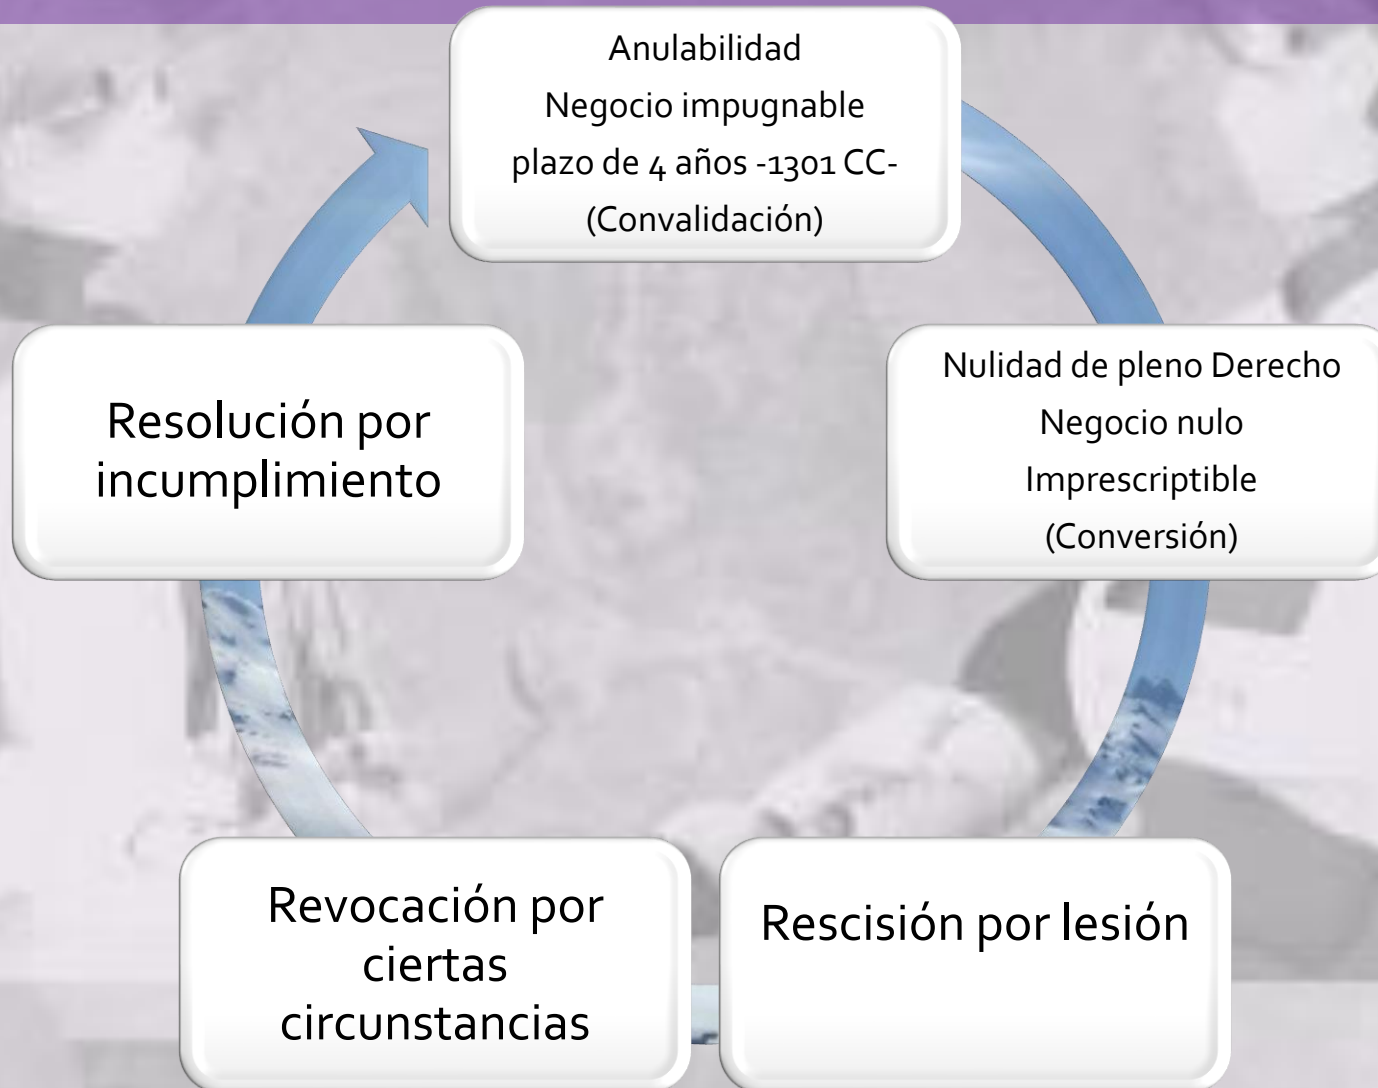 Anulabilidad
Negocio impugnable
plazo de 4 años -1301 CC-
(Convalidación)
Nulidad de pleno Derecho
Negocio nulo
Imprescriptible
(Conversión)
Rescisión por lesión
Revocación por
ciertas
circunstancias
Resolución por
incumplimiento